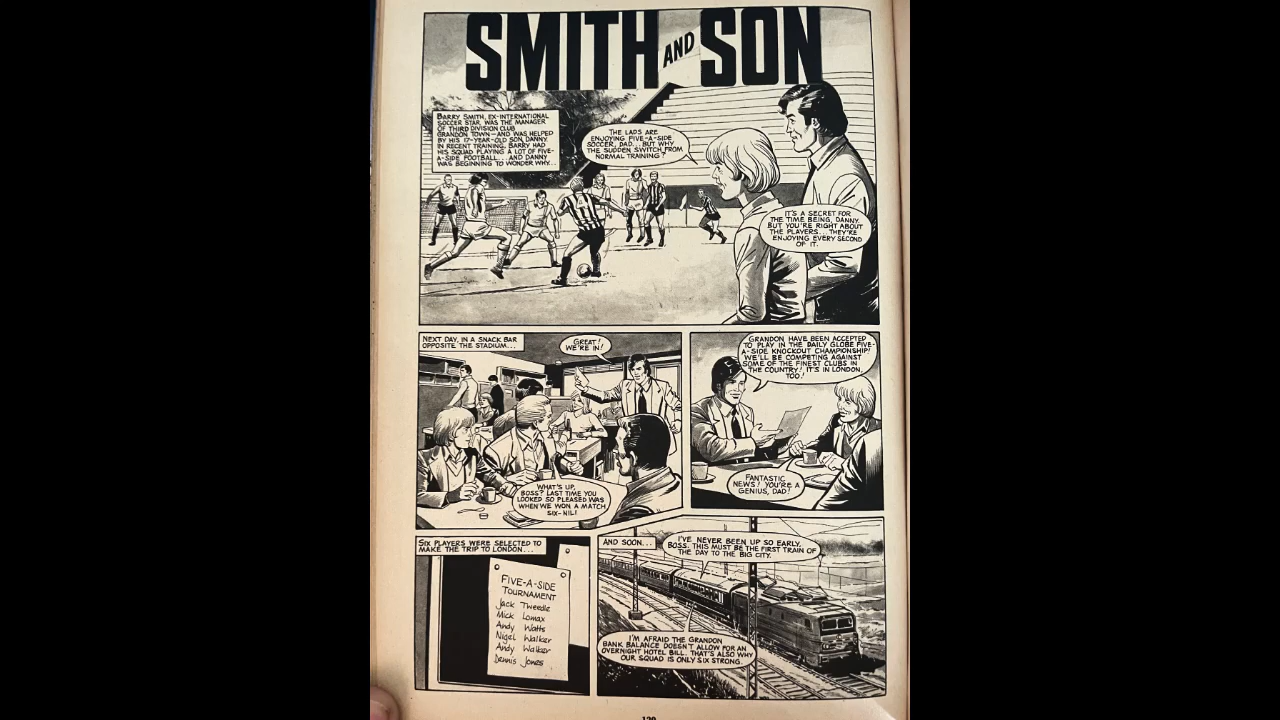 SMITH AND SON
BARRY SMITH, EX-INTERNATIONAL
SOCCER STAR, WAS THE MANAGER
OF THIRD DIVISION CLUB
GRANDON TOWN—AND WAS HELPED
BY HIS 17-YEAR-OLD SON, DANNY.
IN RECENT TRAINING, BARRY HAD
HIS SQUAD PLAYING A LOT OF FIVE-
A-SIDE FOOTBALL... AND DANNY
WAS BEGINNING TO WONDER WHY...
THE LADS ARE
ENJOYING FIVE-A-SIDE
SOCCER, DAD... BUT WHY
THE SUDDEN SWITCH FROM
NORMAL TRAINING?
IT'S A SECRET FOR
THE TIME BEING, DANNY.
BUT YOU'RE RIGHT ABOUT
THE PLAYERS... THEY'RE
ENJOYING EVERY SECOND
OF IT.
NEXT DAY, IN A SNACK BAR
OPPOSITE THE STADIUM...
GREAT!
WE'RE IN!
WHAT'S UP,
BOSS? LAST TIME YOU
LOOKED SO PLEASED WAS
WHEN WE WON A MATCH
SIX-NIL!
GRANDON HAVE BEEN ACCEPTED
TO PLAY IN THE DAILY GLOBE FIVE-
A-SIDE KNOCKOUT CHAMPIONSHIP!
WE'LL BE COMPETING AGAINST
SOME OF THE FINEST CLUBS IN
THE COUNTRY! IT'S IN LONDON,
TOO!
FANTASTIC
NEWS! YOU'RE A
GENIUS, DAD!
SIX PLAYERS WERE SELECTED TO
MAKE THE TRIP TO LONDON...
FIVE-A-SIDE
TOURNAMENT
Jack Tweedle
Mick Lomax
Andy Watts
Nigel Walker
Andy Walker
Dennis Jones
AND SOON...
I'VE NEVER BEEN UP SO EARLY,
BOSS. THIS MUST BE THE FIRST TRAIN OF
THE DAY TO THE BIG CITY.
I'M AFRAID THE GRANDON
BANK BALANCE DOESN'T ALLOW FOR AN
OVERNIGHT HOTEL BILL. THAT'S ALSO WHY
OUR SQUAD IS ONLY SIX STRONG.